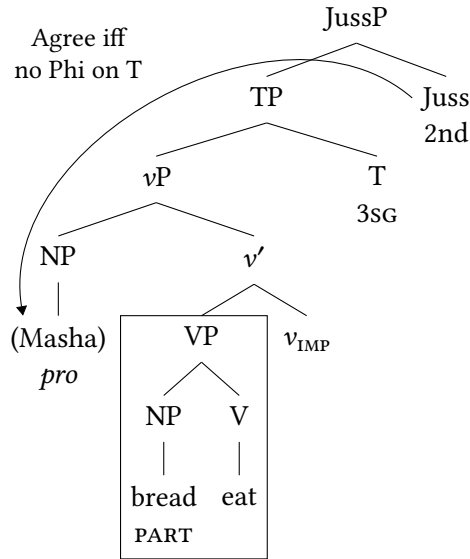 JussP
Agree iff
no Phi on T
TP
Juss
2nd
vP
T
3SG
NP
v′
(Masha)
pro
VP
vIMP
NP
V
bread
eat
PART